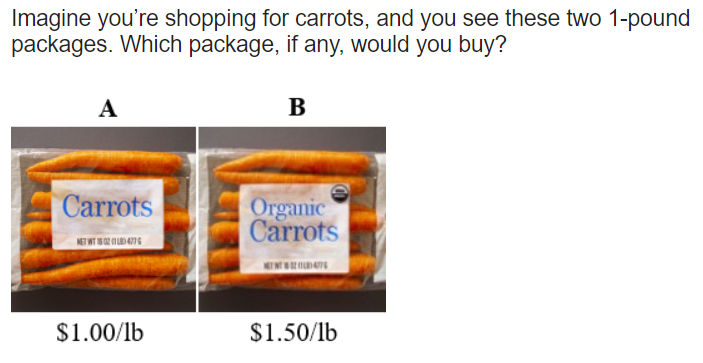 Imagine you're shopping for carrots, and you see these two 1-pound
packages. Which package, if any, would you buy?
A
B
Carrots
NET WT 16 OZ (1 LB) 477 G
Organic
Carrots
NET WT 16 OZ (1 LB) 477 G
$1.00/lb
$1.50/lb